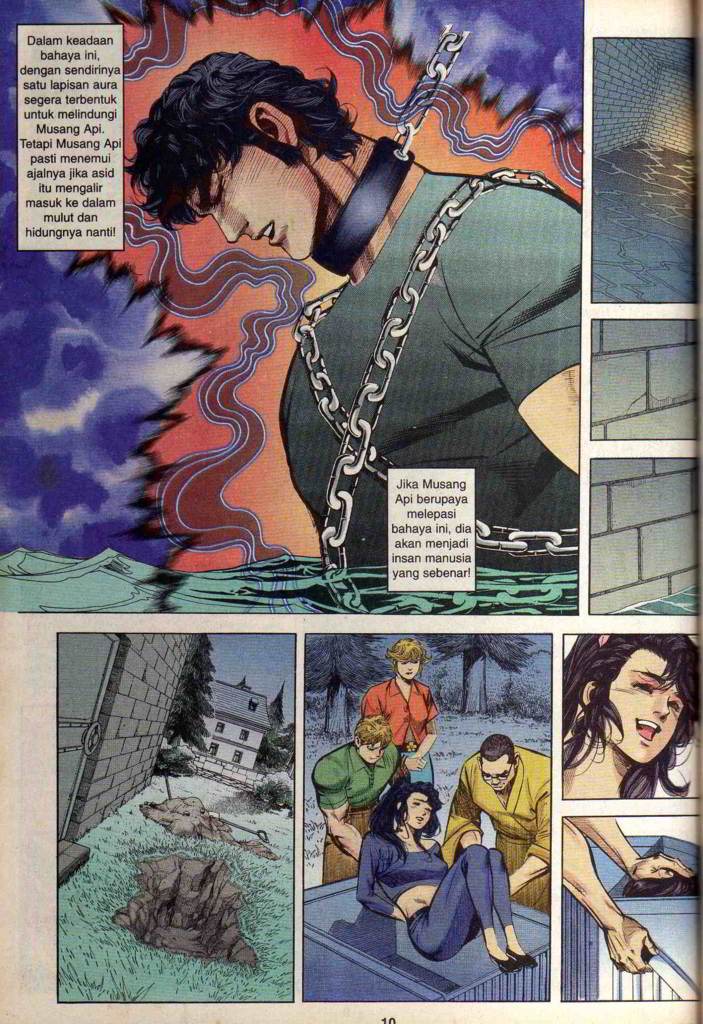 Dalam keadaan
bahaya ini,
dengan sendirinya
satu lapisan aura
segera terbentuk
untuk melindungi
Musang Api.
Tetapi Musang Api
pasti menemui
ajalnya jika asid
itu mengalir
masuk ke dalam
mulut dan
hidungnya nanti!
Jika Musang
Api berupaya
melepasi
bahaya ini, dia
akan menjadi
insan manusia
yang sebenar!
10